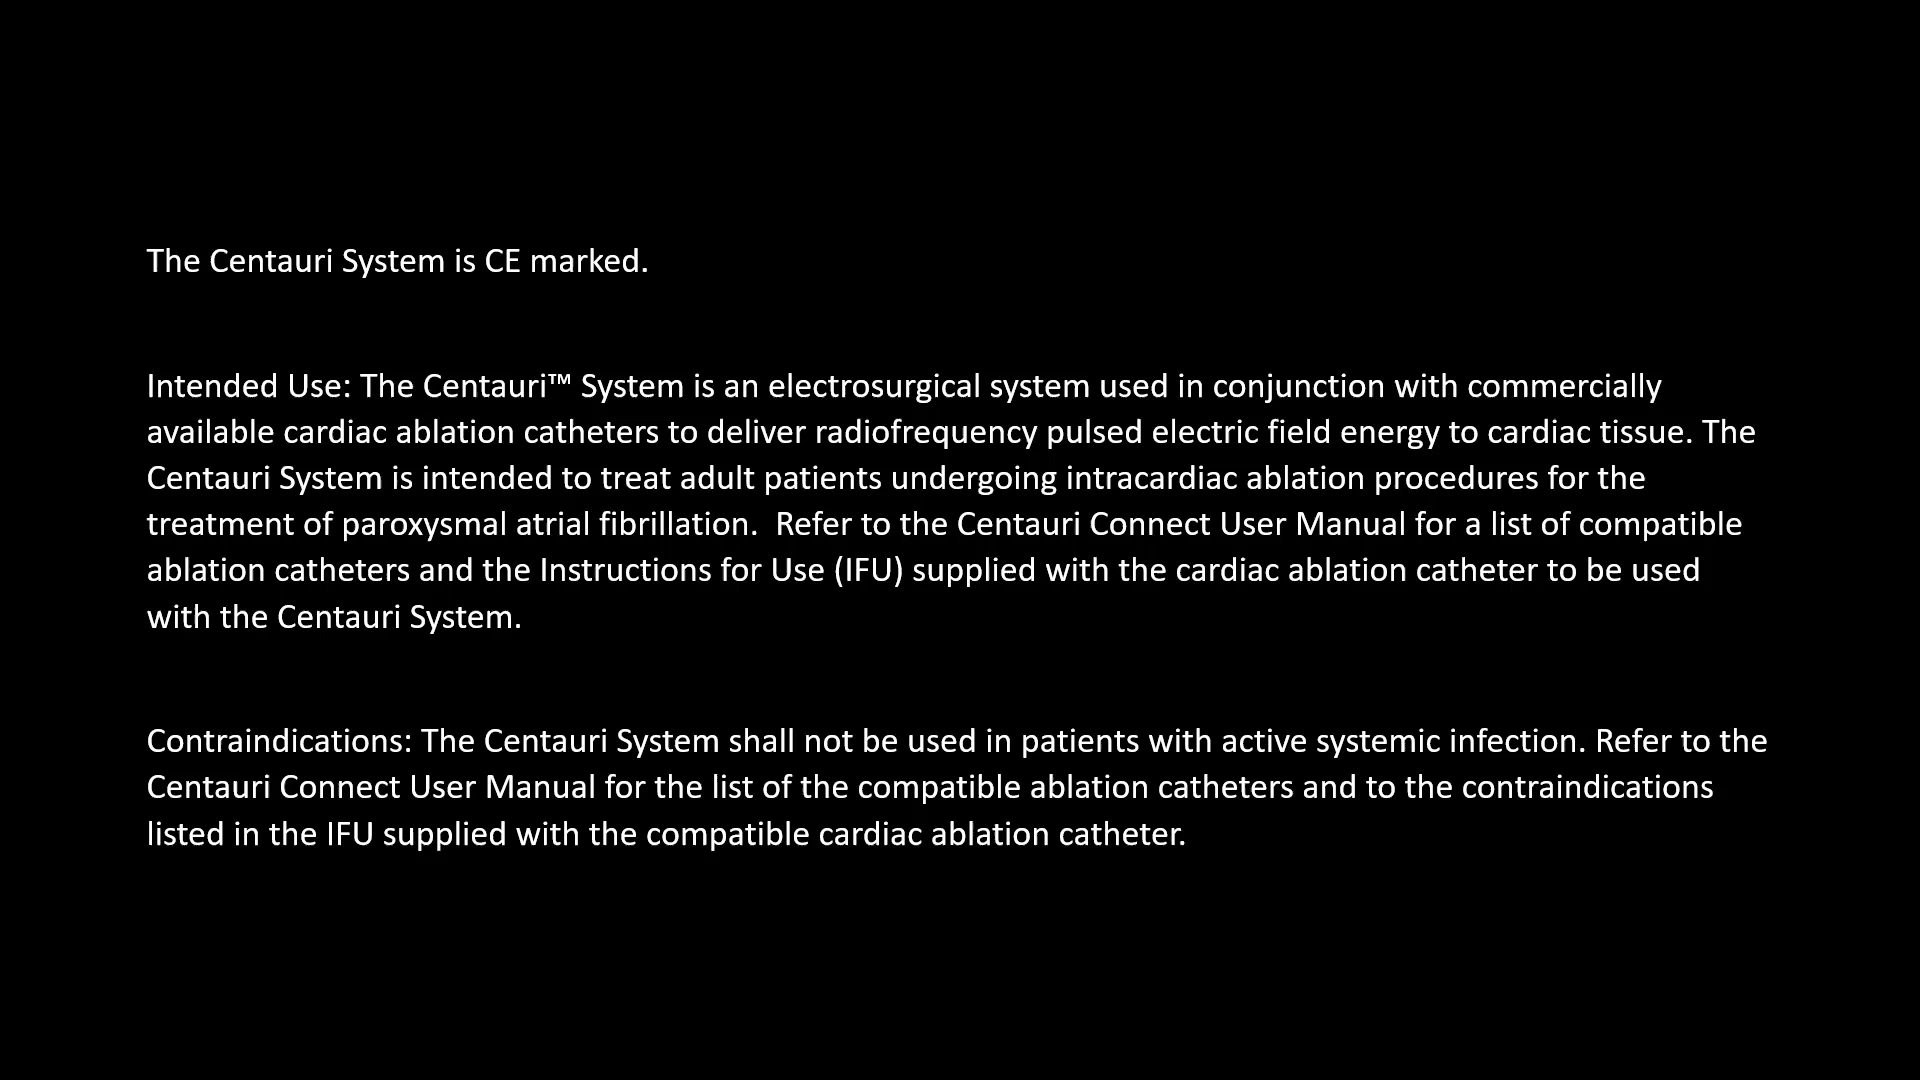 The Centauri System is CE marked.
Intended Use: The Centauri™ System is an electrosurgical system used in conjunction with commercially
available cardiac ablation catheters to deliver radiofrequency pulsed electric field energy to cardiac tissue. The
Centauri System is intended to treat adult patients undergoing intracardiac ablation procedures for the
treatment of paroxysmal atrial fibrillation.  Refer to the Centauri Connect User Manual for a list of compatible
ablation catheters and the Instructions for Use (IFU) supplied with the cardiac ablation catheter to be used
with the Centauri System.
Contraindications: The Centauri System shall not be used in patients with active systemic infection. Refer to the
Centauri Connect User Manual for the list of the compatible ablation catheters and to the contraindications
listed in the IFU supplied with the compatible cardiac ablation catheter.